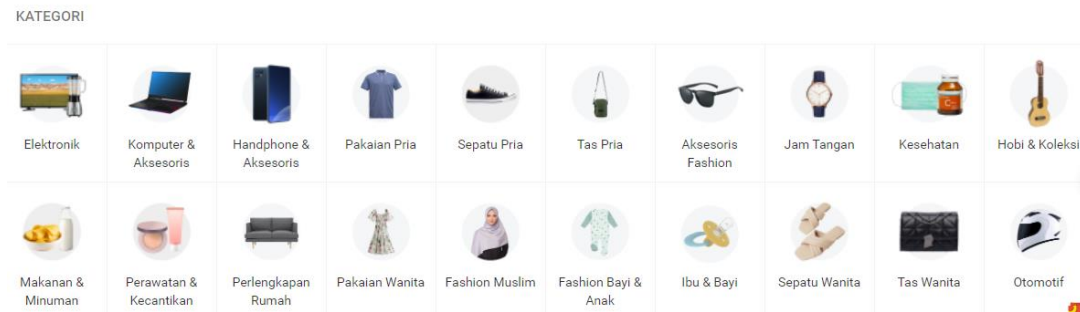 KATEGORI
Elektronik
Komputer &
Aksesoris
Handphone &
Aksesoris
Pakaian Pria
Sepatu Pria
Tas Pria
Aksesoris
Fashion
Jam Tangan
Kesehatan
Hobi & Koleksi
Makanan &
Minuman
Perawatan &
Kecantikan
Perlengkapan
Rumah
Pakaian Wanita
Fashion Muslim
Fashion Bayi &
Anak
Ibu & Bayi
Sepatu Wanita
Tas Wanita
Otomotif